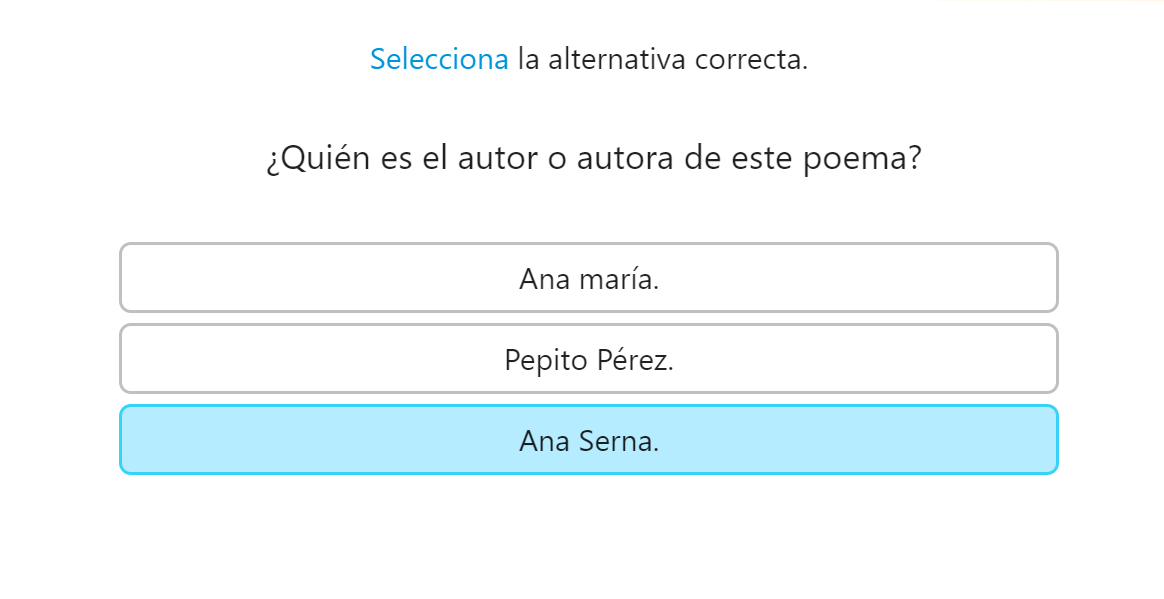 Selecciona la alternativa correcta.
¿Quién es el autor o autora de este poema?
Ana maría.
Pepito Pérez.
Ana Serna.